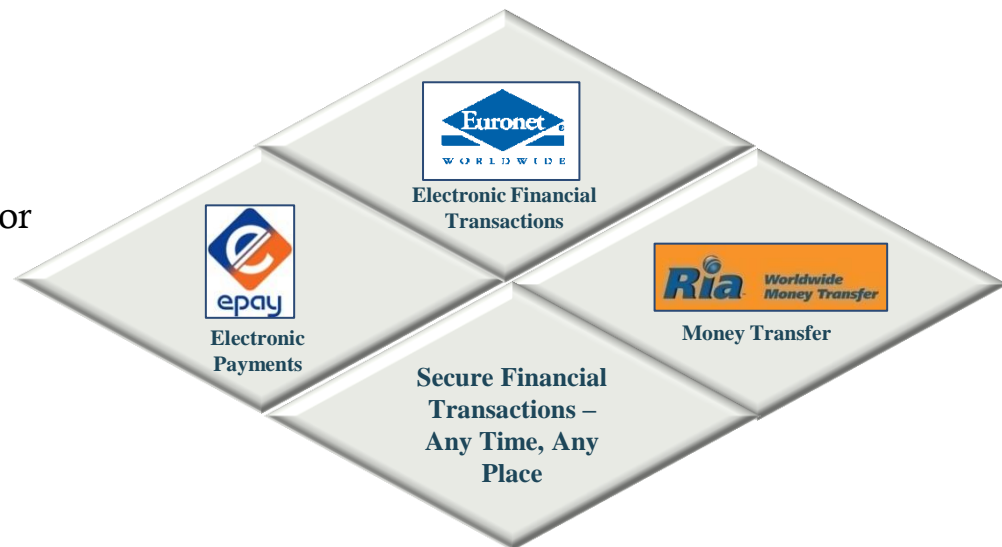 Euronet
WORLDWIDE
Electronic Financial
Transactions
or
e
epay
Electronic
Payments
Ria Worldwide
Money Transfer
Money Transfer
Secure Financial
Transactions –
Any Time, Any
Place